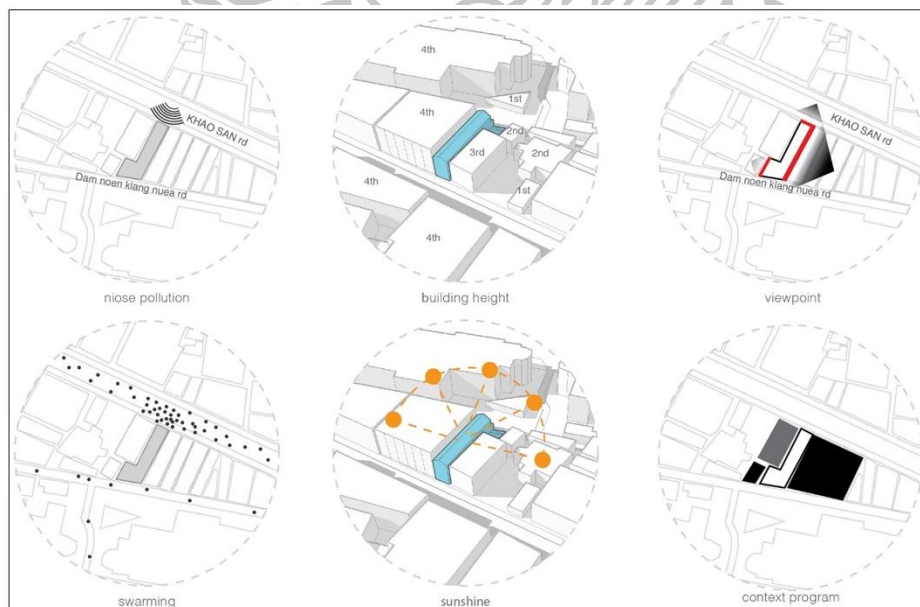 KHAO SAN rd
Dam noen klang nuea rd
niose pollution
4th
4th
1st
2nd
3rd
2nd
1st
4th
4th
building height
KHAO SAN rd
Dam noen klang nuea rd
viewpoint
swarming
sunshine
context program